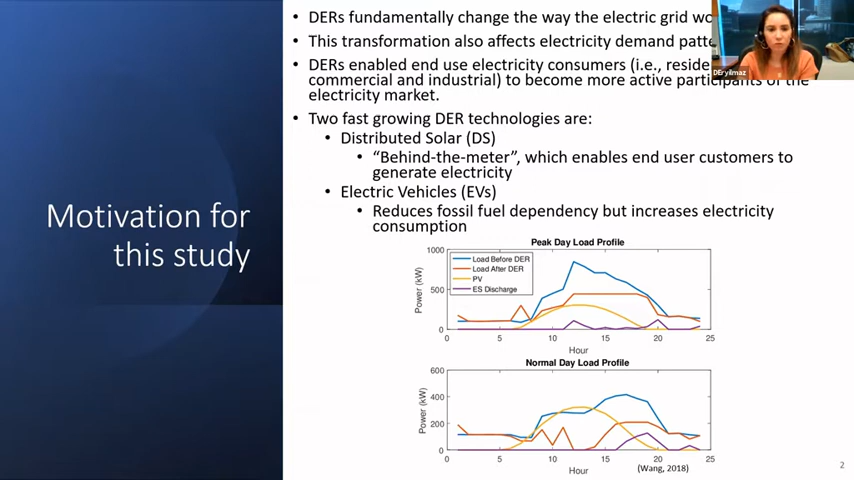 Motivation for
this study
• DERs fundamentally change the way the electric grid
• This transformation also affects electricity demand
• DERs enabled end use electricity consumers (i.e.,
commercial and industrial) to become more active
electricity market.
• Two fast growing DER technologies are:
• Distributed Solar (DS)
• “Behind-the-meter”, which enables end user customers to
generate electricity
• Electric Vehicles (EVs)
• Reduces fossil fuel dependency but increases electricity
consumption
DEryilmaz
Peak Day Load Profile
1000
500
0
Power (kW)
Load Before DER
Load After DER
PV
ES Discharge
0 5 10 15 20 25
Hour
Normal Day Load Profile
600
400
200
0
Power (kW)
0 5 10 15 20 25
Hour
(Wang, 2018)
2